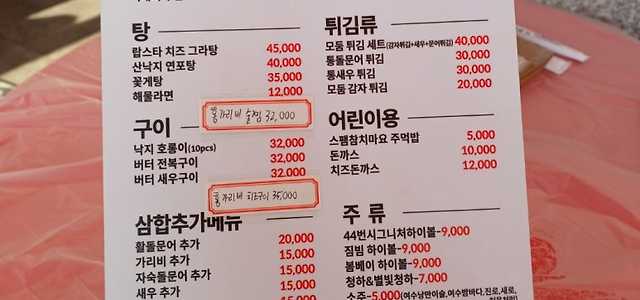 탕
랍스타 치즈 그라탕 45,000
산낙지 연포탕 40,000
꽃게탕 35,000
해물라면 12,000
홍가리비 술찜 32,000
구이
낙지 호롱이(10pcs) 32,000
버터 전복구이 32,000
버터 새우구이 32,000
홍가리비 치즈구이 35,000
삼합추가메뉴
활돌문어 추가 20,000
가리비 추가 15,000
자숙돌문어 추가 15,000
새우 추가 15,000
튀김류
모둠 튀김 세트(감자튀김+새우+문어튀김) 40,000
통돌문어 튀김 30,000
통새우 튀김 30,000
모둠 감자 튀김 20,000
어린이용
스팸참치마요 주먹밥 5,000
돈까스 10,000
치즈돈까스 12,000
주 류
44번시그니처하이볼-9,000
짐빔 하이볼-9,000
봄베이 하이볼-9,000
청하&별빛청하-7,000
소주-5,000(여수남만이슬,여수밤바다,진로,새로,